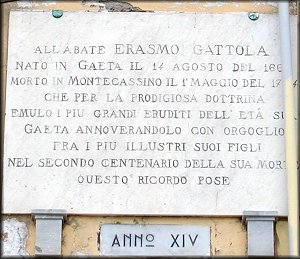 ALL'ABATE ERASMO GATTOLA
NATO IN GAETA IL 14 AGOSTO DEL
MORTO IN MONTECASSINO IL 1° MAGGIO DEL
CHE PER LA PRODIGIOSA DOTTRINA
EMULÒ I PIÙ GRANDI ERUDITI DELL'ETÀ
GAETA ANNOVERANDOLO CON ORGOGLIO
FRA I PIÙ ILLUSTRI SUOI FIGLI
NEL SECONDO CENTENARIO DELLA SUA
QUESTO RICORDO POSE
ANNO XIV